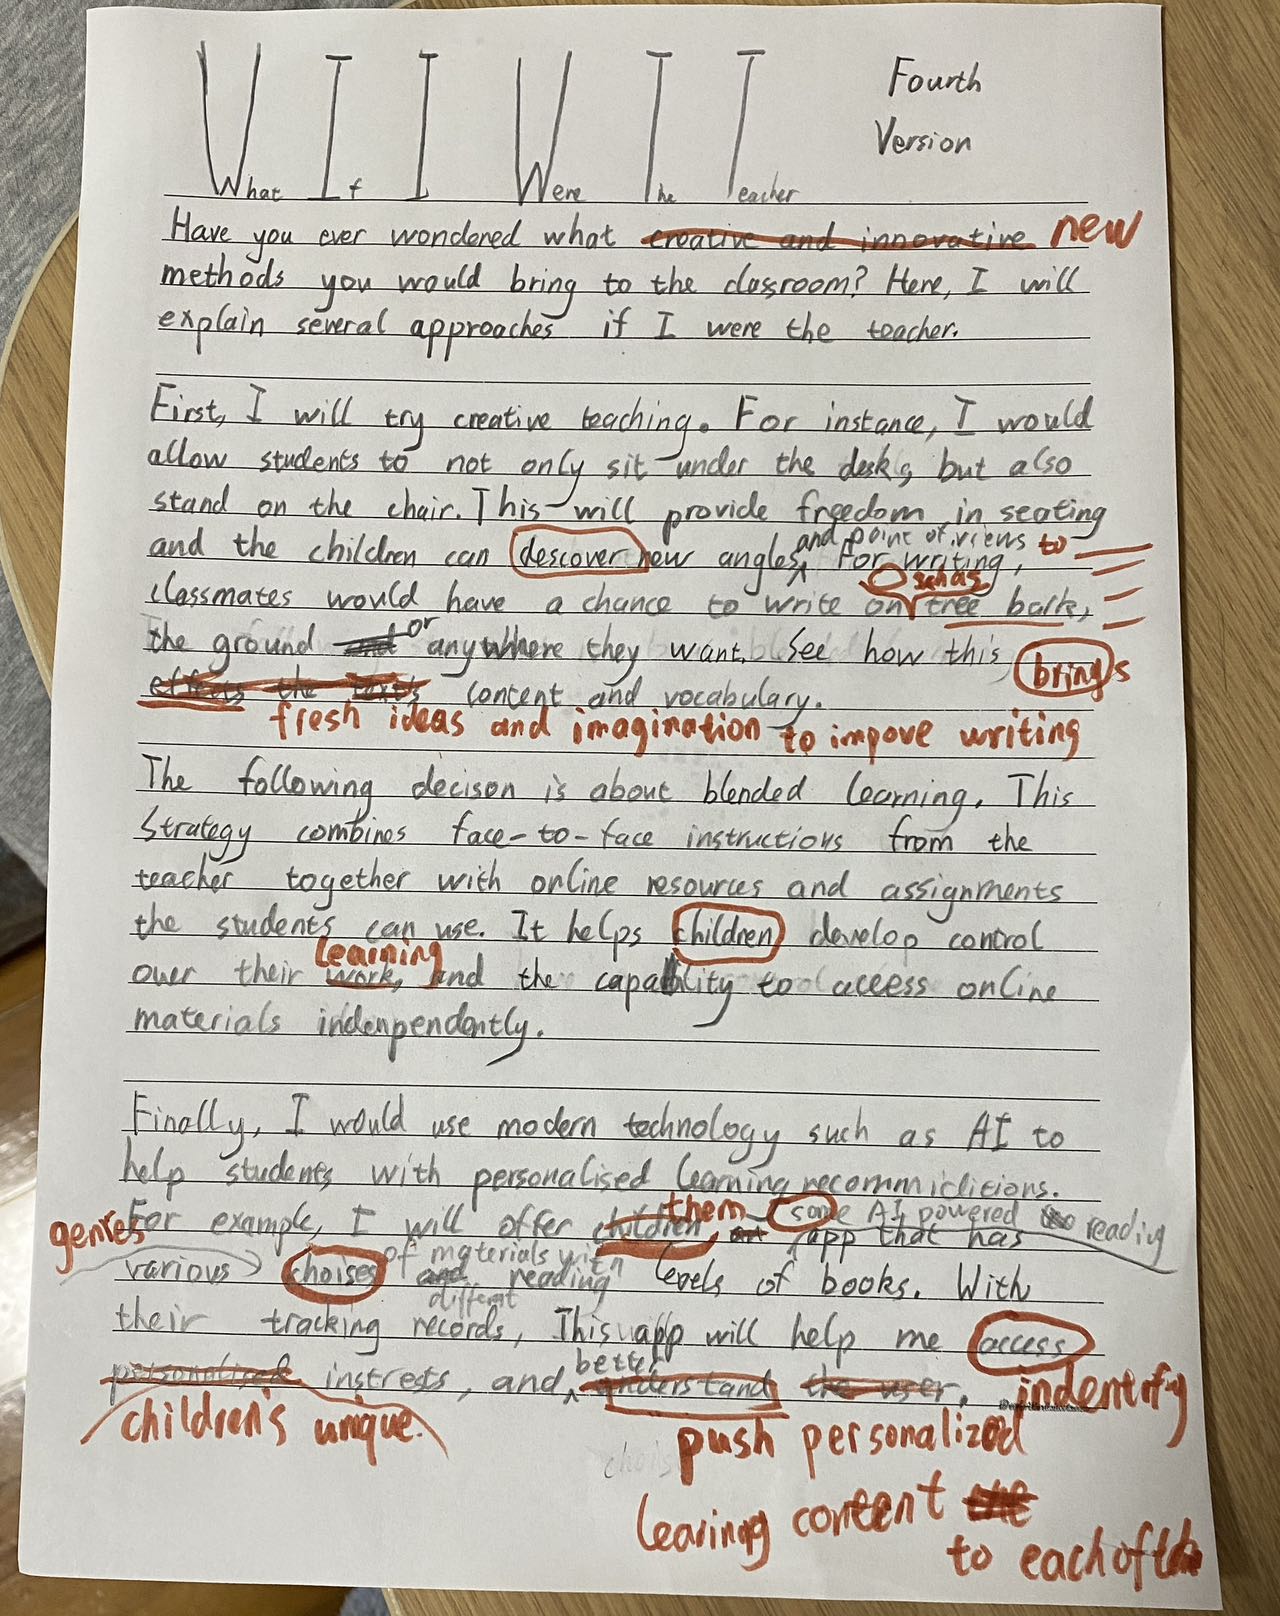 What If I Were The Teacher
Fourth
Version
Have you ever wondered what creative and innovative new
methods you would bring to the classroom? Here, I will
explain several approaches if I were the teacher.
First, I will try creative teaching. For instance, I would
allow students to not only sit under the desks, but also
stand on the chair. This will provide freedom in seating
and point of views to
and the children can descover new angles. For writing,
classmates would have a chance to write on tree bark,
the ground and or anywhere they want. See how this brings
effects the texts content and vocabulary.
fresh ideas and imagination to impove writing
The following decison is about blended learning. This
strategy combines face-to-face instructions from the
teacher together with online resources and assignments
the students can use. It helps children develop control
learning
over their work, and the capability to access online
materials indenpendently.
Finally, I would use modern technology such as AI to
help students with personalised learning
them some AI powered reading
genres
For example, I will offer children app that has
of materials with
various choises and reading levels of books. With
different
their tracking records, This app will help me access
better
personalized instrests, and understand the user.
indentify
children's unique.
push personalized
learing content the
to each of